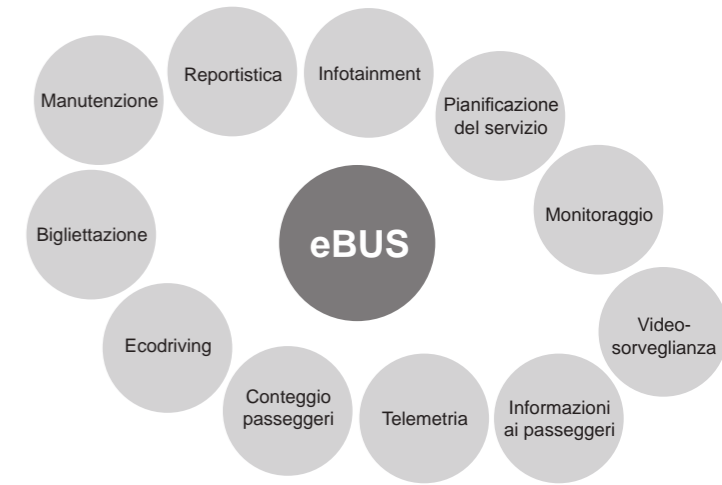 Reportistica
Infotainment
Manutenzione
Pianificazione
del servizio
Monitoraggio
Bigliettazione
eBUS
Video-
sorveglianza
Ecodriving
Conteggio
passeggeri
Telemetria
Informazioni
ai passeggeri